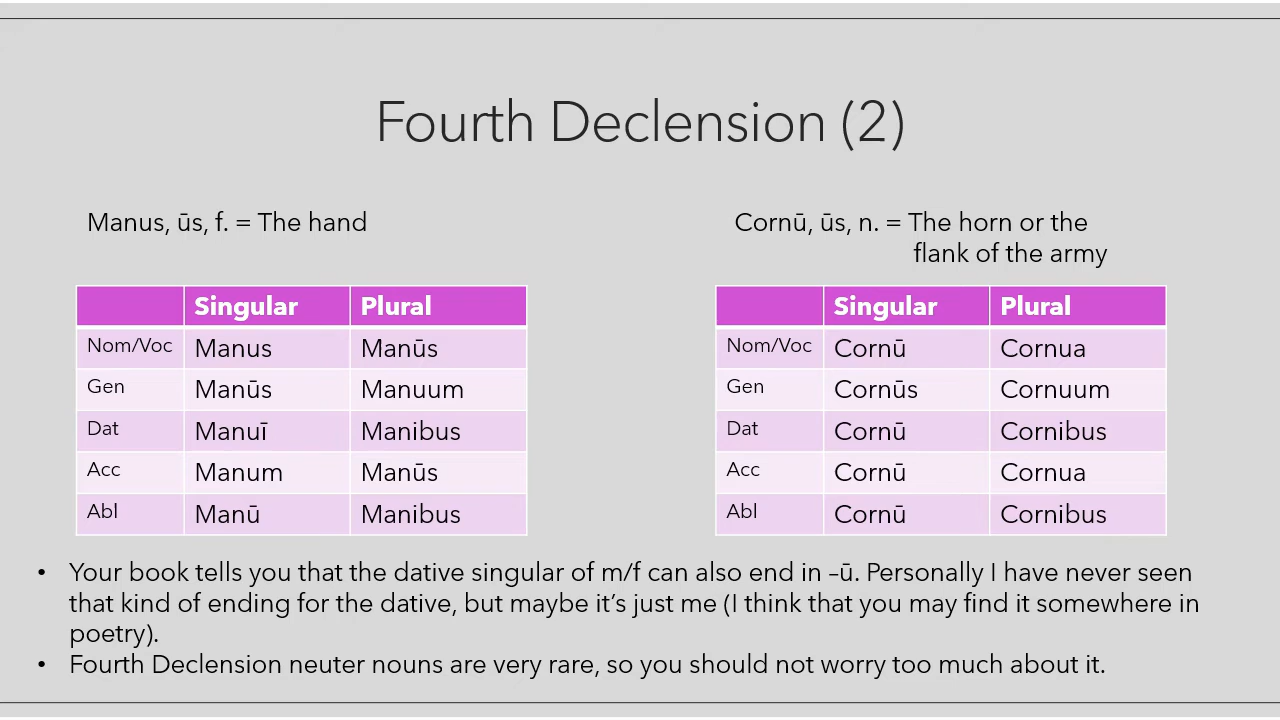 Fourth Declension (2)
Manus, ūs, f. = The hand
Cornū, ūs, n. = The horn or the
flank of the army
Singular Plural
Nom/Voc Manus Manūs
Gen Manūs Manuum
Dat Manuī Manibus
Acc Manum Manūs
Abl Manū Manibus
Singular Plural
Nom/Voc Cornū Cornua
Gen Cornūs Cornuum
Dat Cornū Cornibus
Acc Cornū Cornua
Abl Cornū Cornibus
• Your book tells you that the dative singular of m/f can also end in –ū. Personally I have never seen
that kind of ending for the dative, but maybe it’s just me (I think that you may find it somewhere in
poetry).
• Fourth Declension neuter nouns are very rare, so you should not worry too much about it.